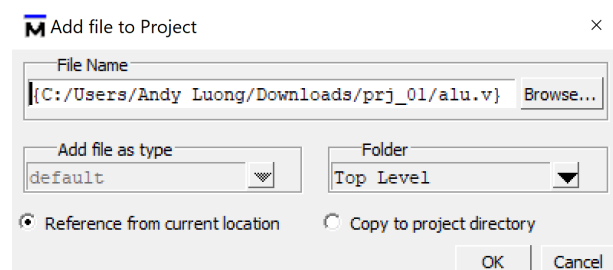 Add file to Project
File Name
{C:/Users/Andy Luong/Downloads/prj_01/alu.v} Browse...
Add file as type Folder
default Top Level
Reference from current location Copy to project directory
OK Cancel